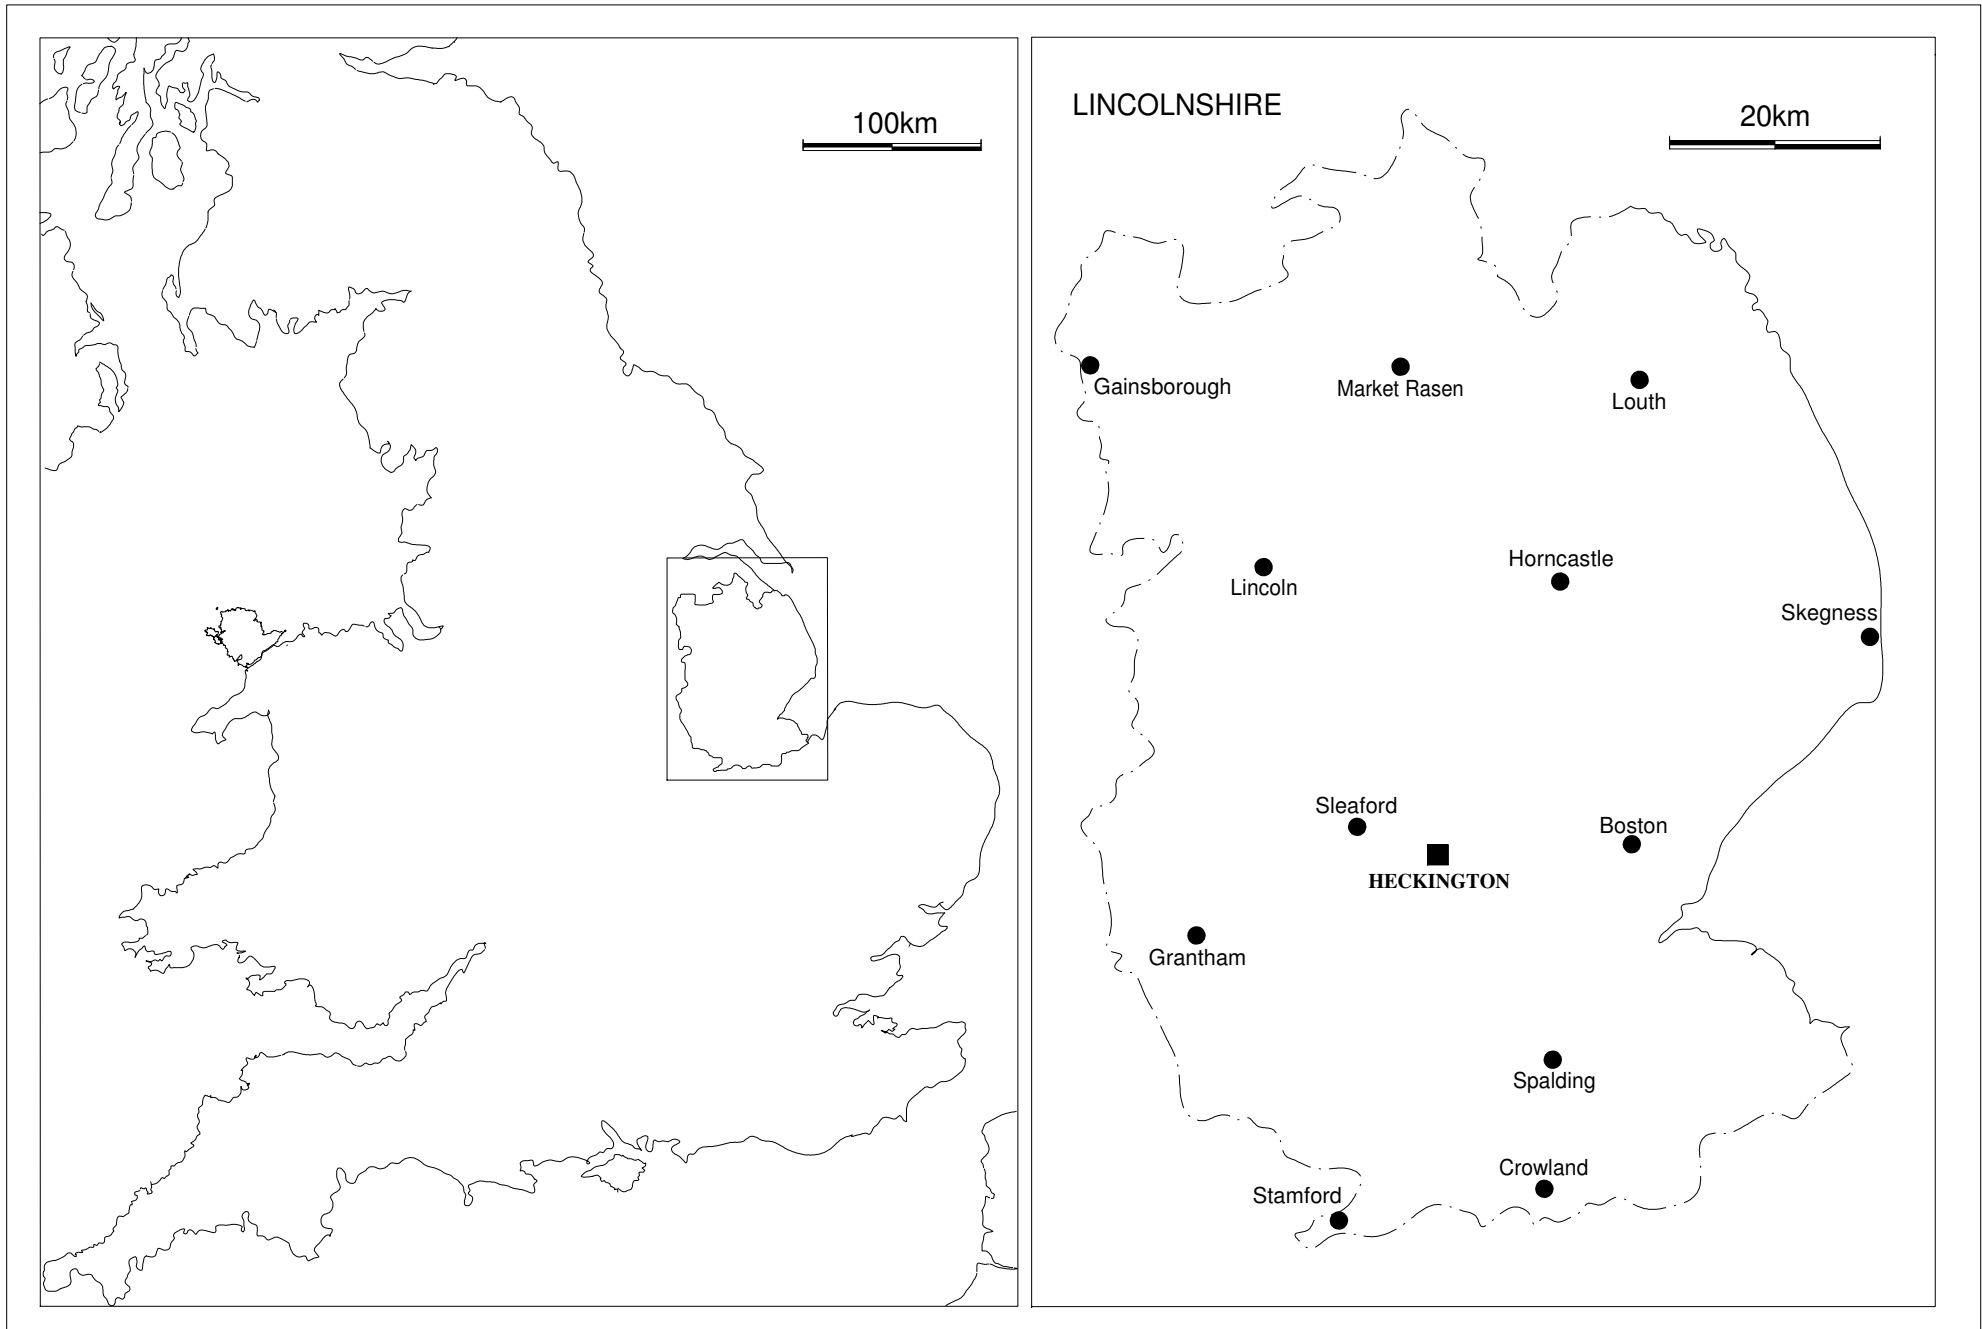 100km
LINCOLNSHIRE
20km
Gainsborough
Market Rasen
Louth
Horncastle
Lincoln
Skegness
Sleaford
Boston
HECKINGTON
Grantham
Spalding
Crowland
Stamford